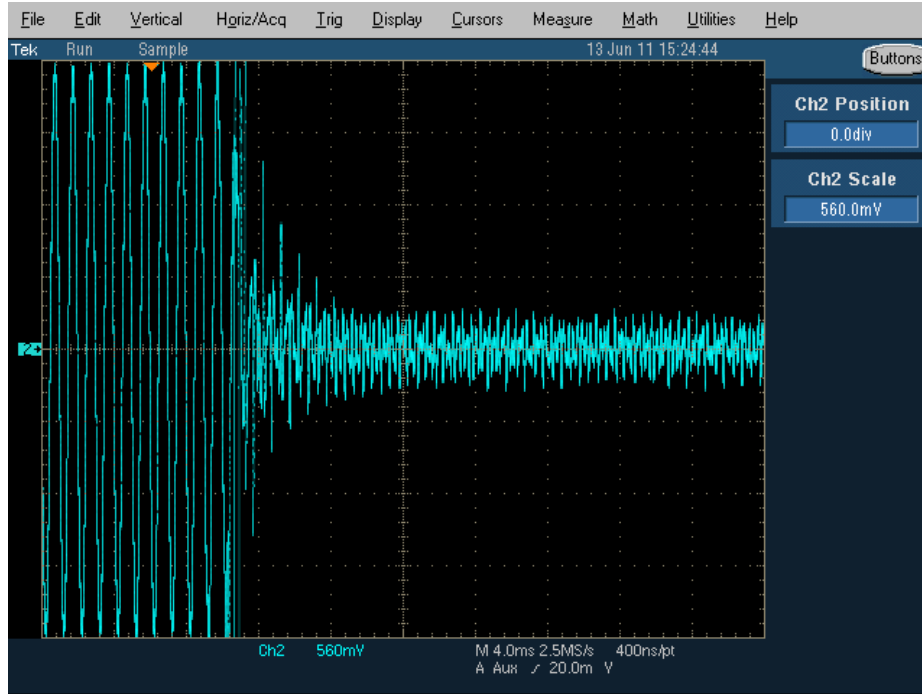 File Edit Vertical Horiz/Acq Trig Display Cursors Measure Math Utilities Help
Tek Run Sample 13 Jun 11 15:24:44
Buttons
Ch2 Position
0.0div
Ch2 Scale
560.0mV
2
Ch2 560mV M 4.0ms 2.5MS/s 400ns/pt
A Aux ⌿ 20.0m V